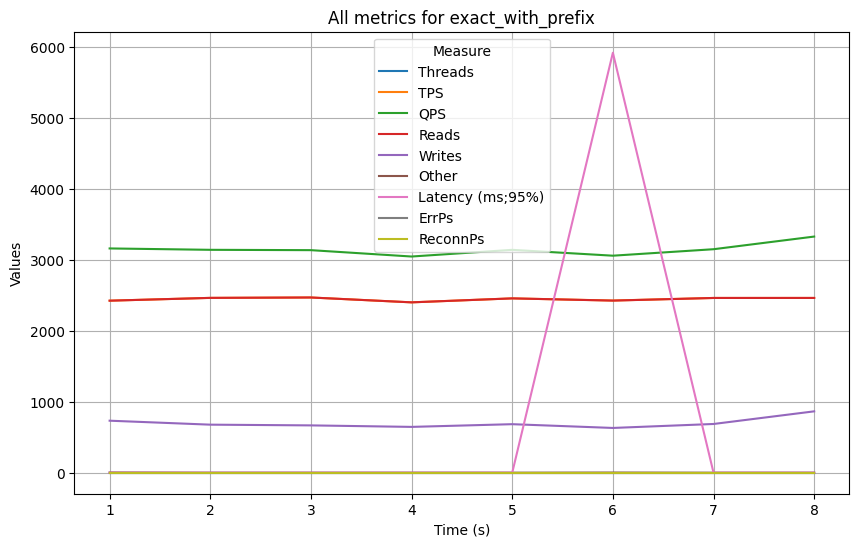 All metrics for exact_with_prefix
Measure
Threads
TPS
QPS
Reads
Writes
Other
Latency (ms;95%)
ErrPs
ReconnPs
Values
6000
5000
4000
3000
2000
1000
0
1 2 3 4 5 6 7 8
Time (s)